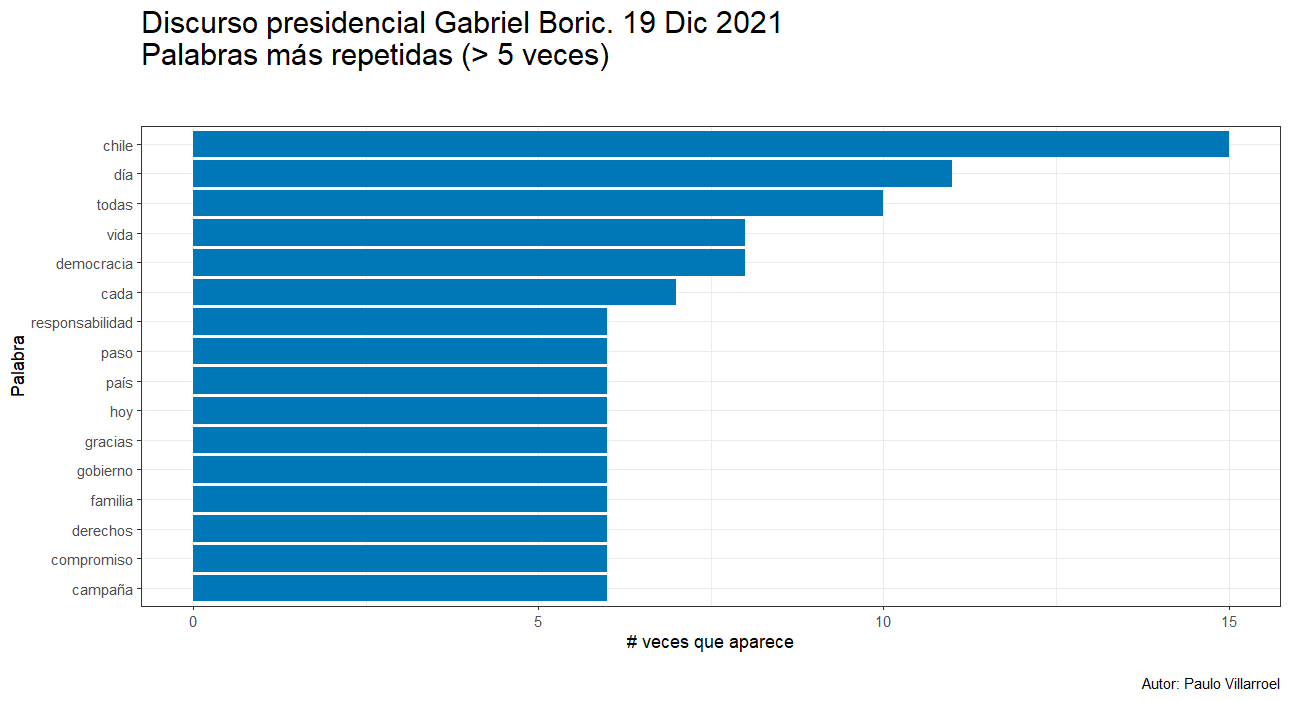 Discurso presidencial Gabriel Boric. 19 Dic 2021
Palabras más repetidas (> 5 veces)
Palabra
chile
día
todas
vida
democracia
cada
responsabilidad
paso
país
hoy
gracias
gobierno
familia
derechos
compromiso
campaña
0 5 10 15
# veces que aparece
Autor: Paulo Villarroel